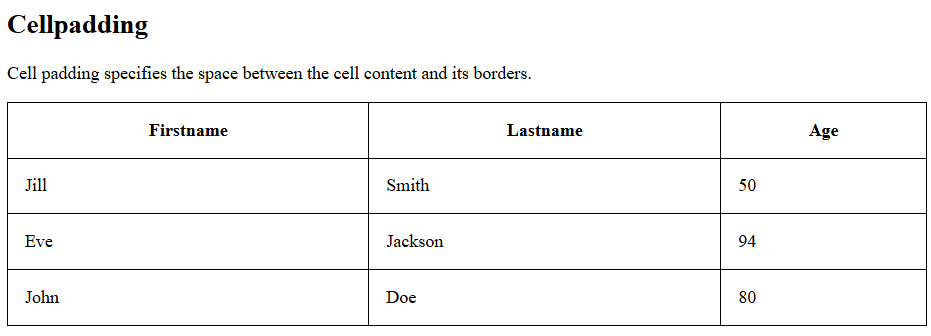 Cellpadding
Cell padding specifies the space between the cell content and its borders.
Firstname Lastname Age
Jill Smith 50
Eve Jackson 94
John Doe 80